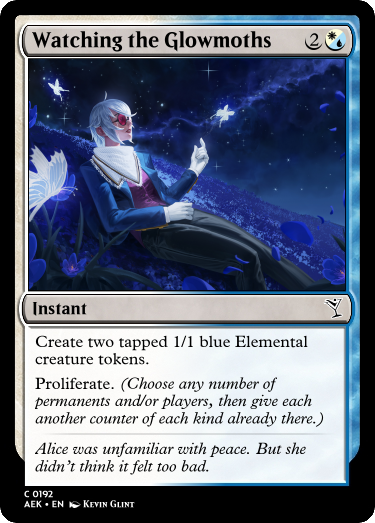 Watching the Glowmoths 2
Instant
Create two tapped 1/1 blue Elemental
creature tokens.
Proliferate. (Choose any number of
permanents and/or players, then give each
another counter of each kind already there.)
Alice was unfamiliar with peace. But she
didn't think it felt too bad.
C 0192
AEK • EN Kevin Glint